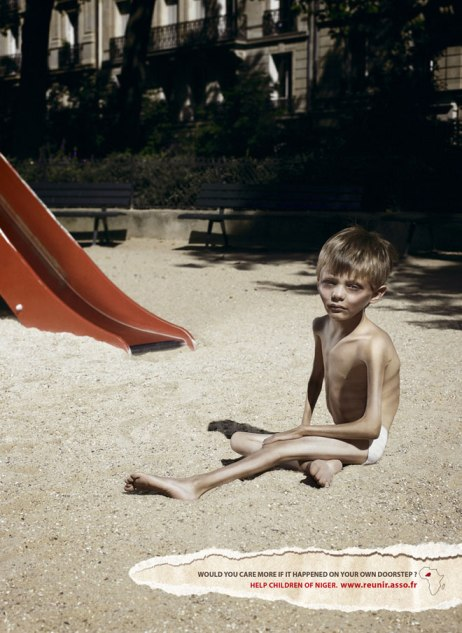 WOULD YOU CARE MORE IF IT HAPPENED ON YOUR OWN DOORSTEP ?
HELP CHILDREN OF NIGER. www.reunir.asso.fr